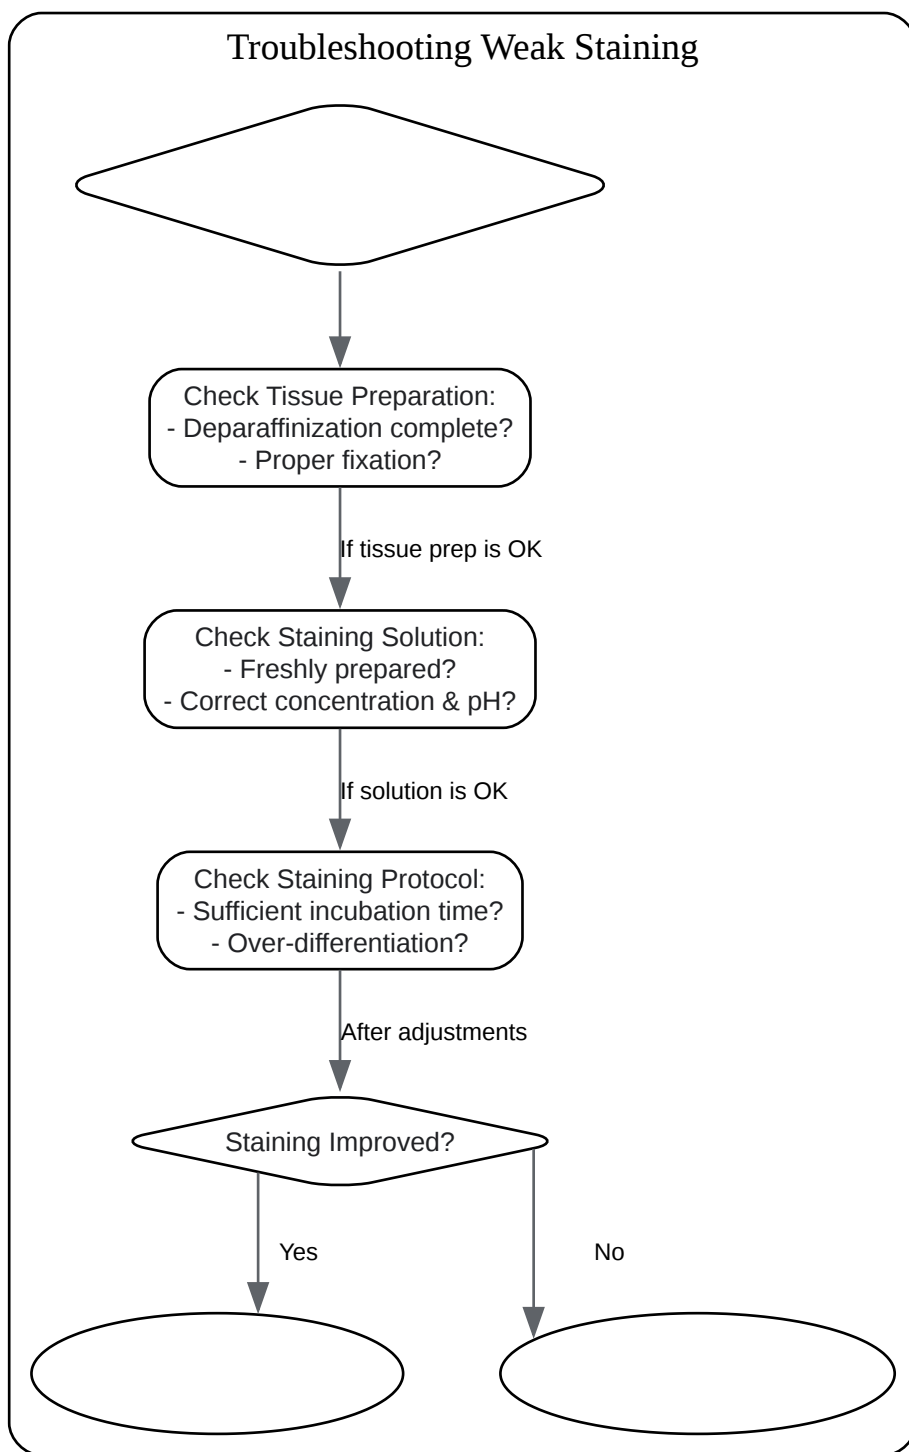 Troubleshooting Weak Staining
Check Tissue Preparation:
- Deparaffinization complete?
- Proper fixation?
If tissue prep is OK
Check Staining Solution:
- Freshly prepared?
- Correct concentration & pH?
If solution is OK
Check Staining Protocol:
- Sufficient incubation time?
- Over-differentiation?
After adjustments
Staining Improved?
Yes
No